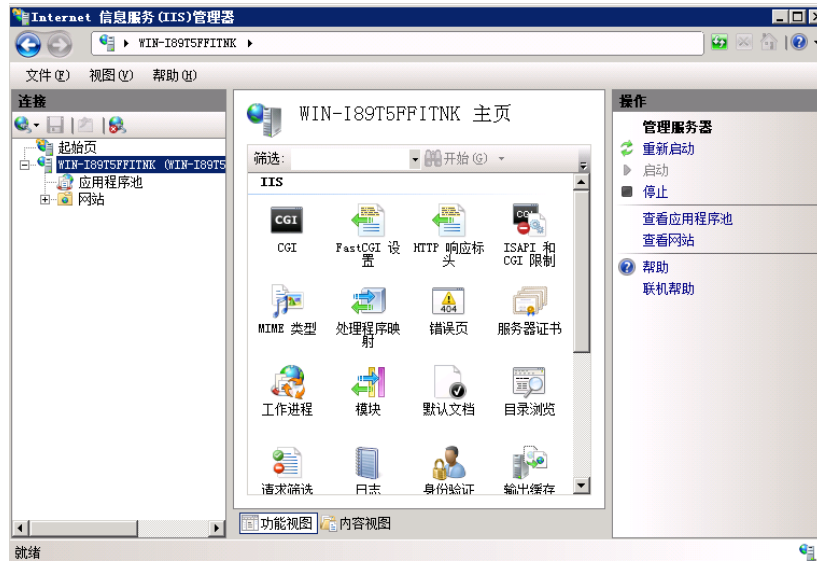 Internet 信息服务(IIS)管理器
WIN-I89T5FFITNK
文件(F) 视图(V) 帮助(H)
连接
起始页
WIN-I89T5FFITNK (WIN-I89T5
应用程序池
网站
WIN-I89T5FFITNK 主页
筛选: 开始(G)
IIS
CGI
CGI
FastCGI 设置
HTTP 响应标头
CGI
ISAPI 和 CGI 限制
MIME 类型
处理程序映射
404
错误页
服务器证书
工作进程
模块
默认文档
目录浏览
请求筛选
日志
身份验证
输出缓存
功能视图 内容视图
操作
管理服务器
重新启动
启动
停止
查看应用程序池
查看网站
帮助
联机帮助
就绪